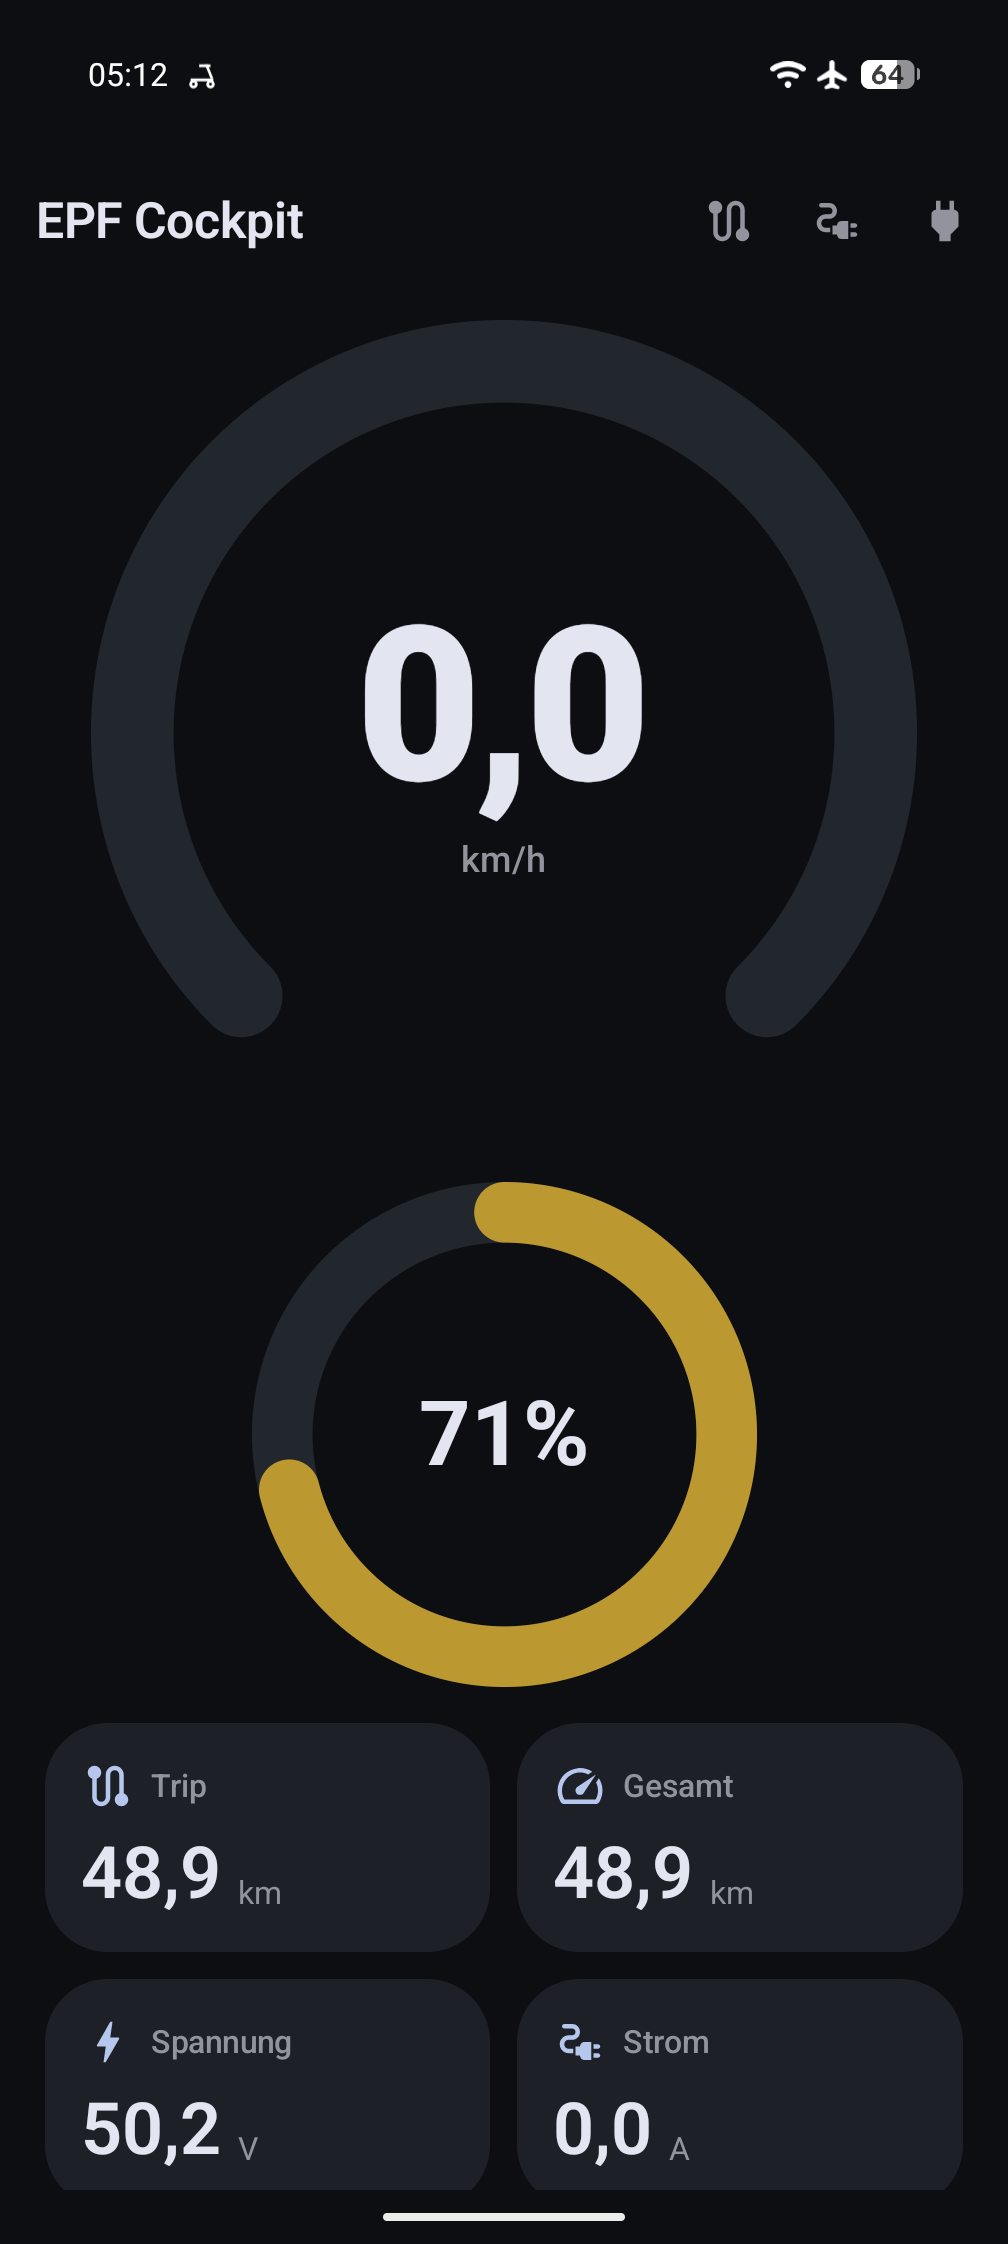 05:12
64
EPF Cockpit
0,0
km/h
71%
Trip
48,9 km
Gesamt
48,9 km
Spannung
50,2 V
Strom
0,0 A